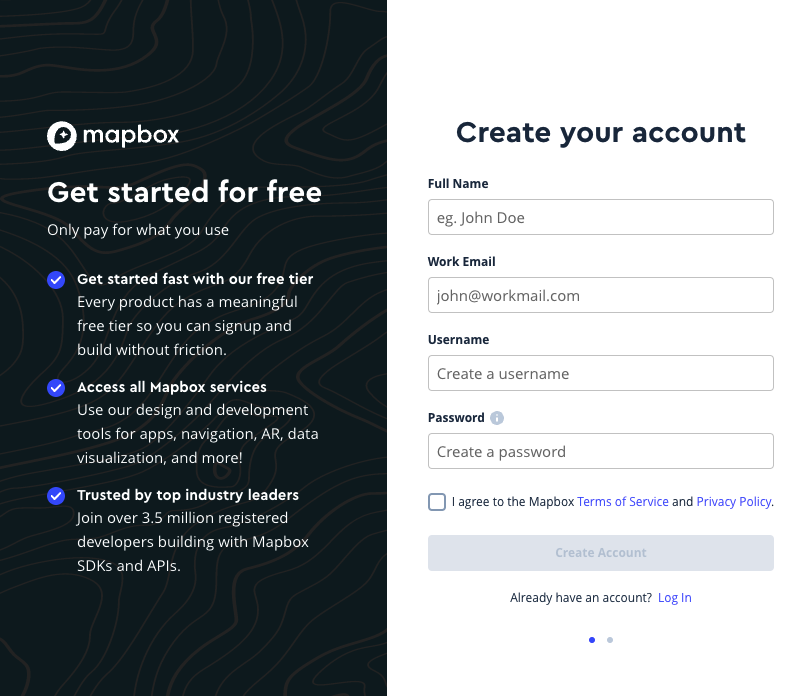 mapbox
Get started for free
Only pay for what you use
Get started fast with our free tier
Every product has a meaningful
free tier so you can signup and
build without friction.
Access all Mapbox services
Use our design and development
tools for apps, navigation, AR, data
visualization, and more!
Trusted by top industry leaders
Join over 3.5 million registered
developers building with Mapbox
SDKs and APIs.
Create your account
Full Name
eg. John Doe
Work Email
john@workmail.com
Username
Create a username
Password
Create a password
I agree to the Mapbox Terms of Service and Privacy Policy.
Create Account
Already have an account? Log In